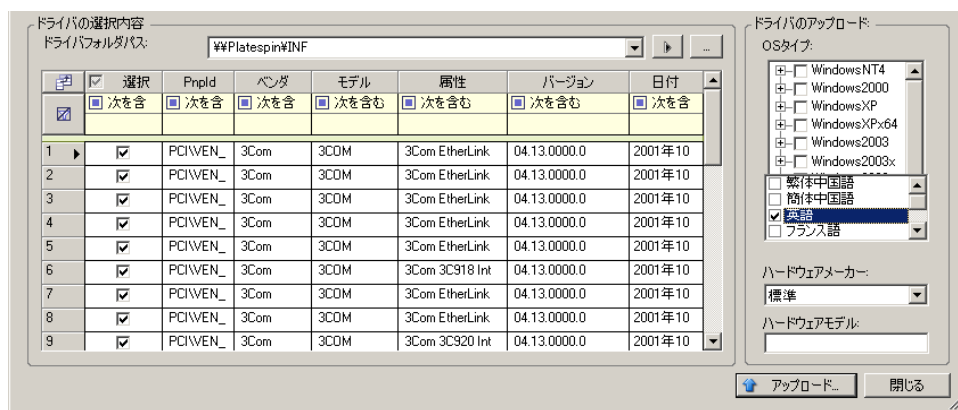 ドライバの選択内容
ドライバフォルダパス: ¥¥Platespin¥INF ...
選択 PnpId ベンダ モデル 属性 バージョン 日付
次を含 次を含 次を含 次を含む 次を含む 次を含む 次を含
1 PCI\VEN_ 3Com 3COM 3Com EtherLink 04.13.0000.0 2001年10
2 PCI\VEN_ 3Com 3COM 3Com EtherLink 04.13.0000.0 2001年10
3 PCI\VEN_ 3Com 3COM 3Com EtherLink 04.13.0000.0 2001年10
4 PCI\VEN_ 3Com 3COM 3Com EtherLink 04.13.0000.0 2001年10
5 PCI\VEN_ 3Com 3COM 3Com EtherLink 04.13.0000.0 2001年10
6 PCI\VEN_ 3Com 3COM 3Com 3C918 Int 04.13.0000.0 2001年10
7 PCI\VEN_ 3Com 3COM 3Com EtherLink 04.13.0000.0 2001年10
8 PCI\VEN_ 3Com 3COM 3Com EtherLink 04.13.0000.0 2001年10
9 PCI\VEN_ 3Com 3COM 3Com 3C920 Int 04.13.0000.0 2001年10
ドライバのアップロード:
OSタイプ:
WindowsNT4
Windows2000
WindowsXP
WindowsXPx64
Windows2003
Windows2003x
繁体中国語
簡体中国語
英語
フランス語
ハードウェアメーカー:
標準
ハードウェアモデル:
アップロード... 閉じる